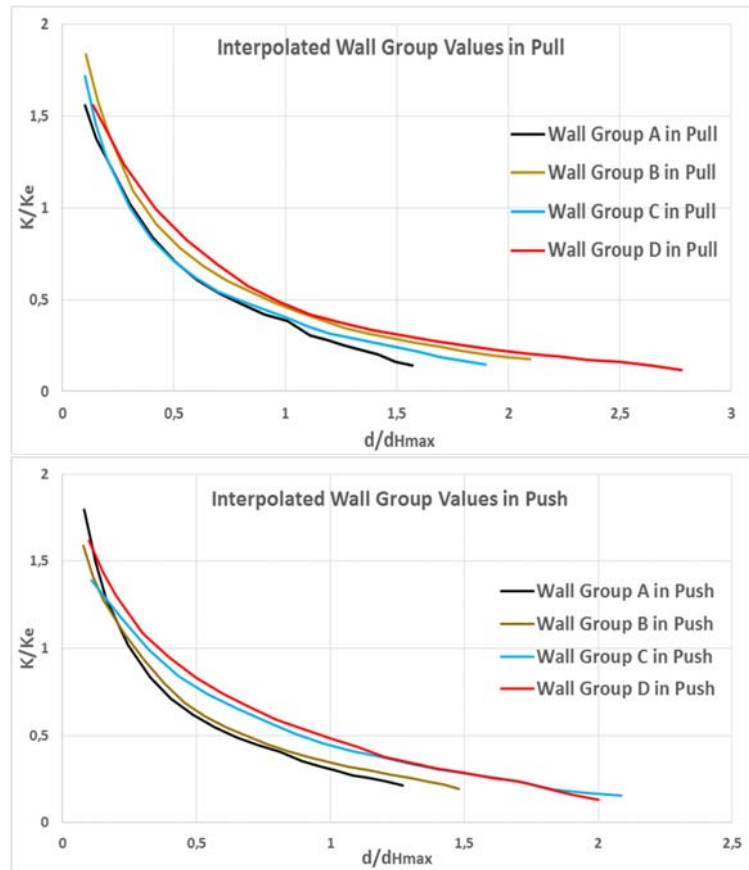 Interpolated Wall Group Values in Pull
2
1,5
1
0,5
0
K/Ke
Wall Group A in Pull
Wall Group B in Pull
Wall Group C in Pull
Wall Group D in Pull
0 0,5 1 1,5 2 2,5 3
d/dHmax
Interpolated Wall Group Values in Push
2
1,5
1
0,5
0
K/Ke
Wall Group A in Push
Wall Group B in Push
Wall Group C in Push
Wall Group D in Push
0 0,5 1 1,5 2 2,5
d/dHmax